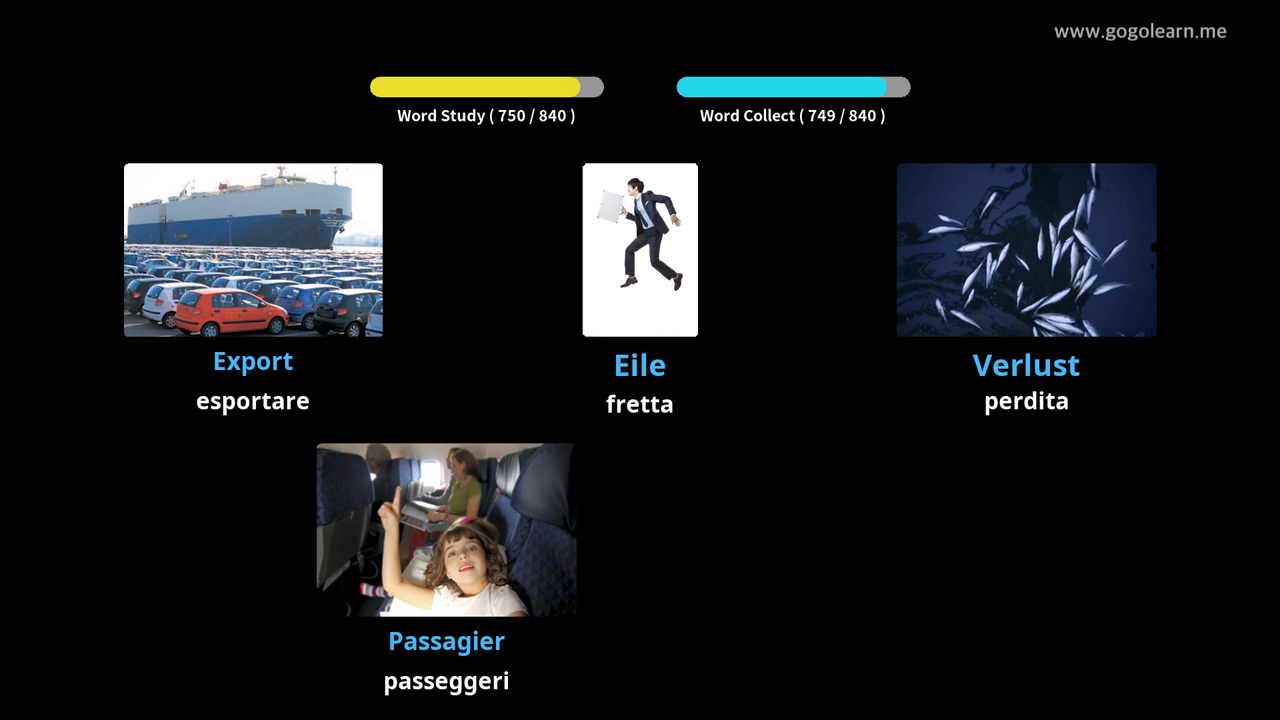 www.gogolearn.me
Word Study ( 750 / 840 )
Word Collect ( 749 / 840 )
Export
Eile
Verlust
esportare
fretta
perdita
Passagier
passeggeri